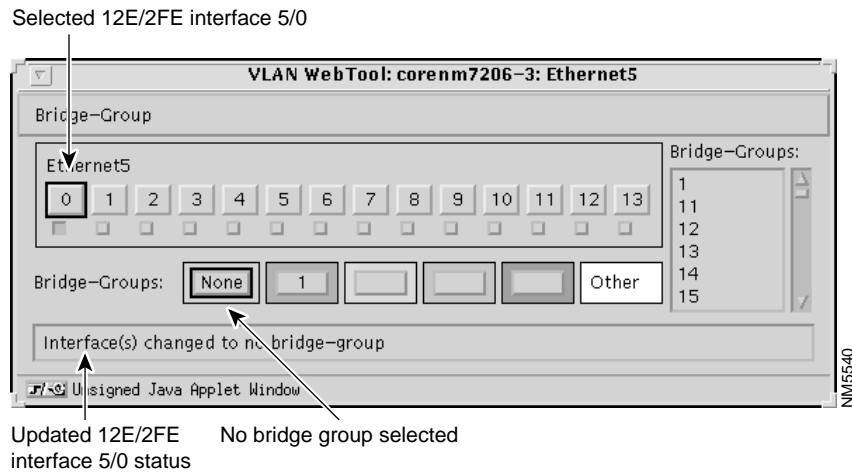 Selected 12E/2FE interface 5/0
VLAN WebTool: corenm7206-3: Ethernet5
Bridge-Group
Ethernet5
0 1 2 3 4 5 6 7 8 9 10 11 12 13
Bridge-Groups:
1
11
12
13
14
15
Bridge-Groups: None 1 Other
Interface(s) changed to no bridge-group
Unsigned Java Applet Window
NM5540
Updated 12E/2FE
interface 5/0 status
No bridge group selected